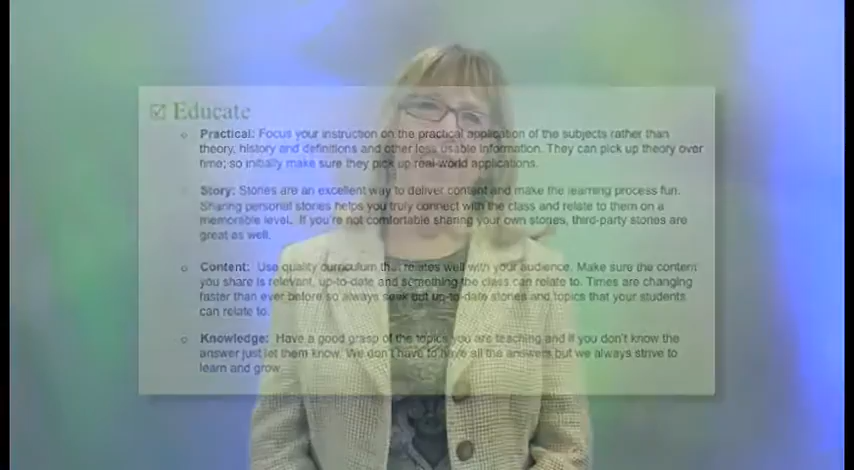 Educate
Practical: Focus your instruction on the practical application of the subjects rather than
theory, history and definitions and other less usable information. They can pick up theory over
time; so initially make sure they pick up real-world applications.
Story: Stories are an excellent way to deliver content and make the learning process fun.
Sharing personal stories helps you truly connect with the class and relate to them on a
memorable level. If you're not comfortable sharing your own stories, third-party stories are
great as well.
Content: Use quality curriculum that relates well with your audience. Make sure the content
you share is relevant, up-to-date and something the class can relate to. Times are changing
faster than ever before so always seek out up-to-date stories and topics that your students
can relate to.
Knowledge: Have a good grasp of the topics you are teaching and if you don't know the
answer just let them know. We don't have to have all the answers but we always strive to
learn and grow.